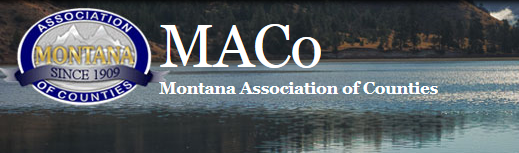 ASSOCIATION
MONTANA
SINCE 1909
OF COUNTIES
MACo
Montana Association of Counties